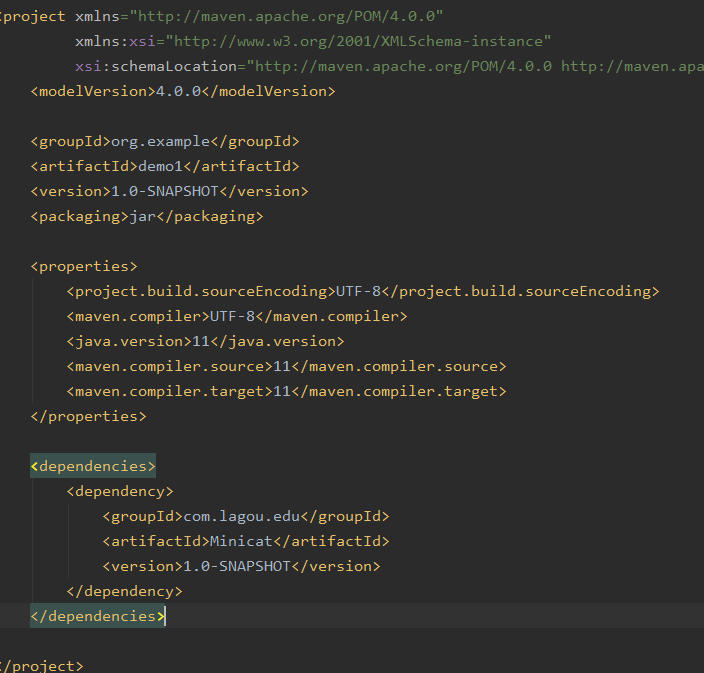 <project xmlns="http://maven.apache.org/POM/4.0.0"
xmlns:xsi="http://www.w3.org/2001/XMLSchema-instance"
xsi:schemaLocation="http://maven.apache.org/POM/4.0.0 http://maven.apa
<modelVersion>4.0.0</modelVersion>
<groupId>org.example</groupId>
<artifactId>demo1</artifactId>
<version>1.0-SNAPSHOT</version>
<packaging>jar</packaging>
<properties>
<project.build.sourceEncoding>UTF-8</project.build.sourceEncoding>
<maven.compiler>UTF-8</maven.compiler>
<java.version>11</java.version>
<maven.compiler.source>11</maven.compiler.source>
<maven.compiler.target>11</maven.compiler.target>
</properties>
<dependencies>
<dependency>
<groupId>com.lagou.edu</groupId>
<artifactId>Minicat</artifactId>
<version>1.0-SNAPSHOT</version>
</dependency>
</dependencies>
</project>